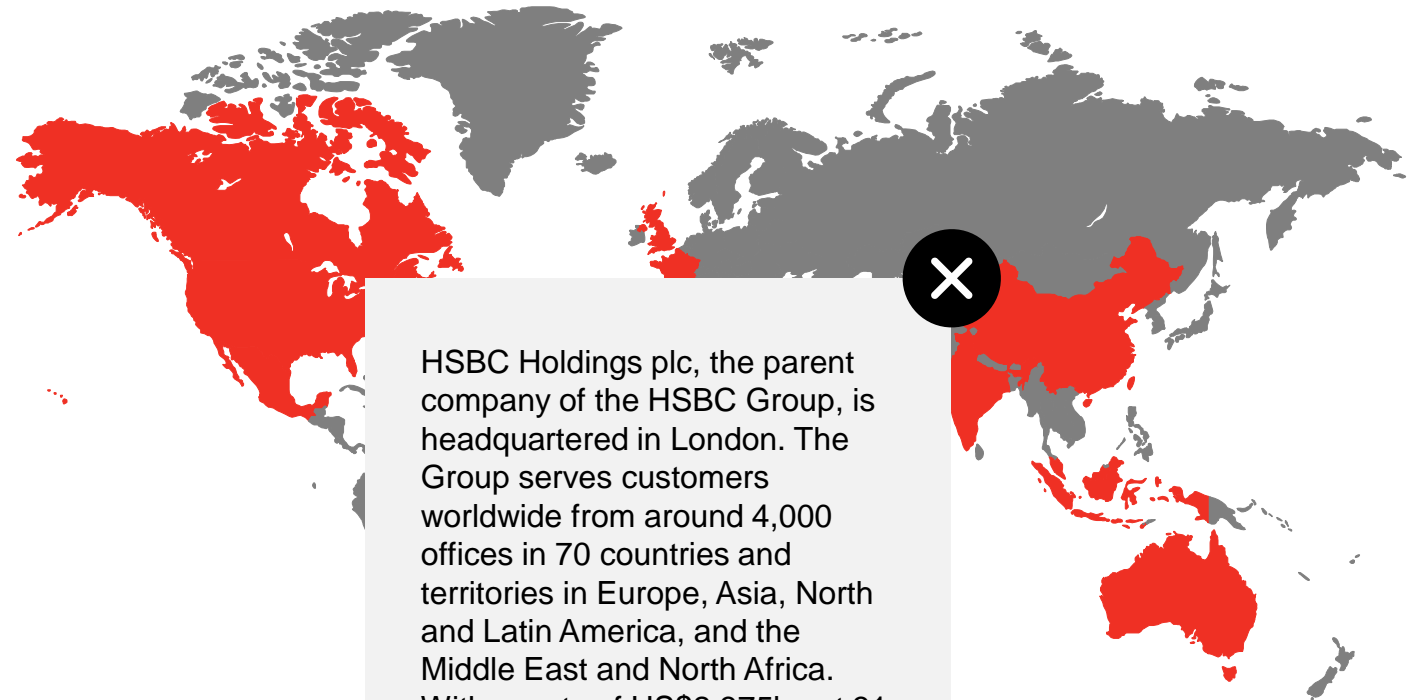 HSBC Holdings plc, the parent
company of the HSBC Group, is
headquartered in London. The
Group serves customers
worldwide from around 4,000
offices in 70 countries and
territories in Europe, Asia, North
and Latin America, and the
Middle East and North Africa.